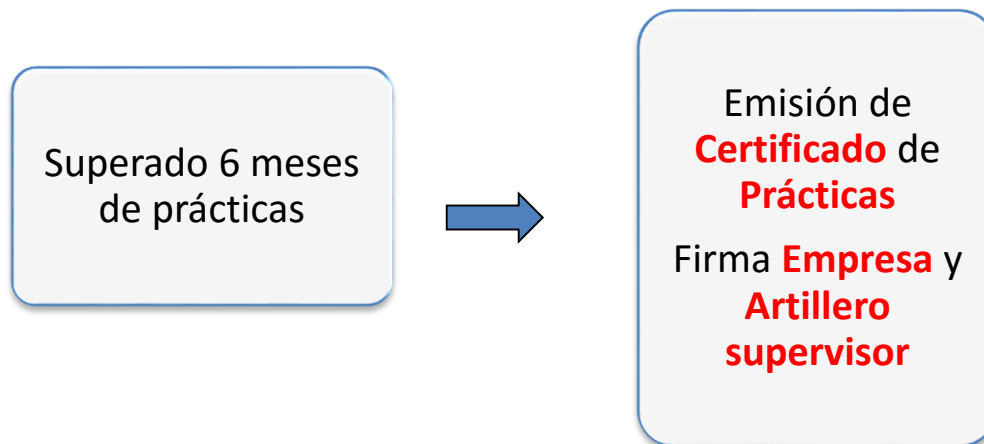 Superado 6 meses
de prácticas
Emisión de
Certificado de
Prácticas
Firma Empresa y
Artillero
supervisor